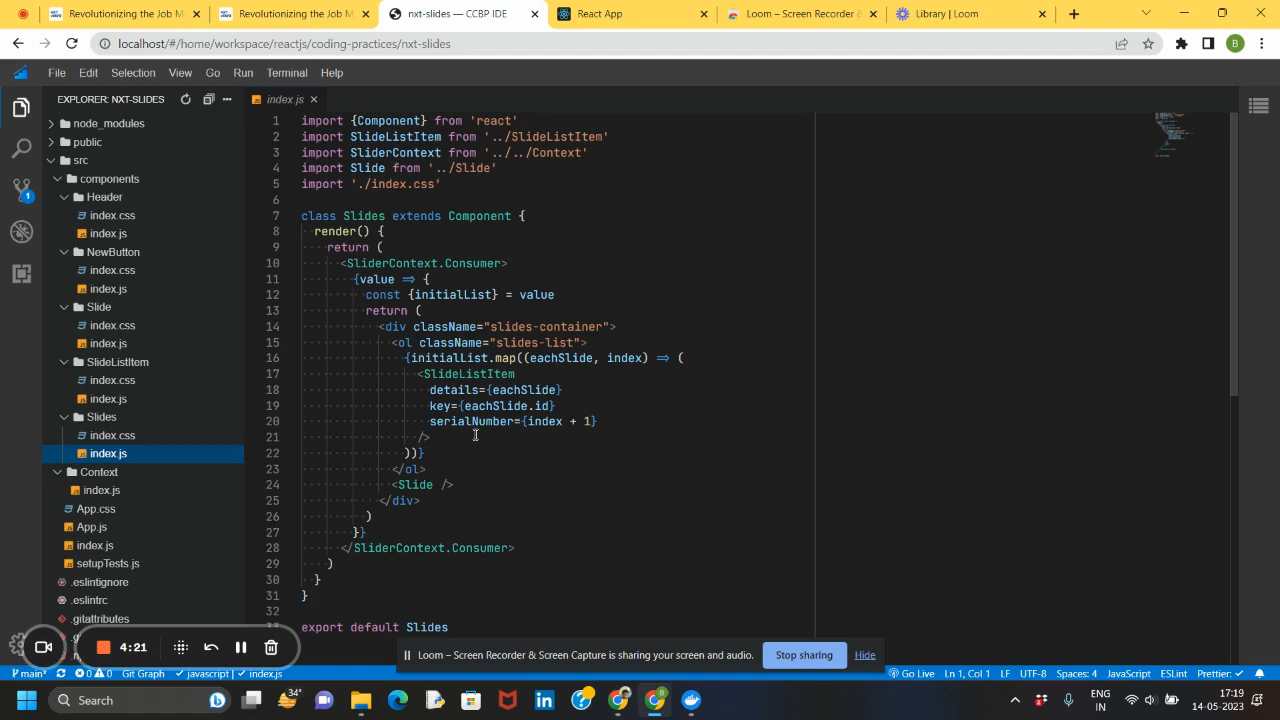 Revolutionizing the Job M
Revolutionizing the Job M
nxt-slides — CCBP IDE
React App
Loom – Screen Recorder &
Library | Loom
localhost/#/home/workspace/reactjs/coding-practices/nxt-slides
B
File Edit Selection View Go Run Terminal Help
EXPLORER: NXT-SLIDES
index.js
node_modules
public
src
components
Header
index.css
index.js
NewButton
index.css
index.js
Slide
index.css
index.js
SlideListItem
index.css
index.js
Slides
index.css
index.js
Context
index.js
App.css
App.js
index.js
setupTests.js
.eslintignore
.eslintrc
.gitattributes
1
1 import {Component} from 'react'
2 import SlideListItem from '../SlideListItem'
3 import SliderContext from '../../Context'
4 import Slide from '../Slide'
5 import './index.css'
6
7 class Slides extends Component {
8 render() {
9 return (
10 <SliderContext.Consumer>
11 {value => {
12 const {initialList} = value
13 return (
14 <div className="slides-container">
15 <ol className="slides-list">
16 {initialList.map((eachSlide, index) => (
17 <SlideListItem
18 details={eachSlide}
19 key={eachSlide.id}
20 serialNumber={index + 1}
21 />
22 ))}
23 </ol>
24 <Slide />
25 </div>
26 )
27 }}
28 </SliderContext.Consumer>
29 )
30 }
31 }
32
33 export default Slides
4:21
Loom – Screen Recorder & Screen Capture is sharing your screen and audio.
Stop sharing
Hide
main* 0 0 Git Graph javascript | index.js
Go Live Ln 1, Col 1 LF UTF-8 Spaces: 4 JavaScript ESLint Prettier: ✓
Search
34°
ENG
IN
17:19
14-05-2023